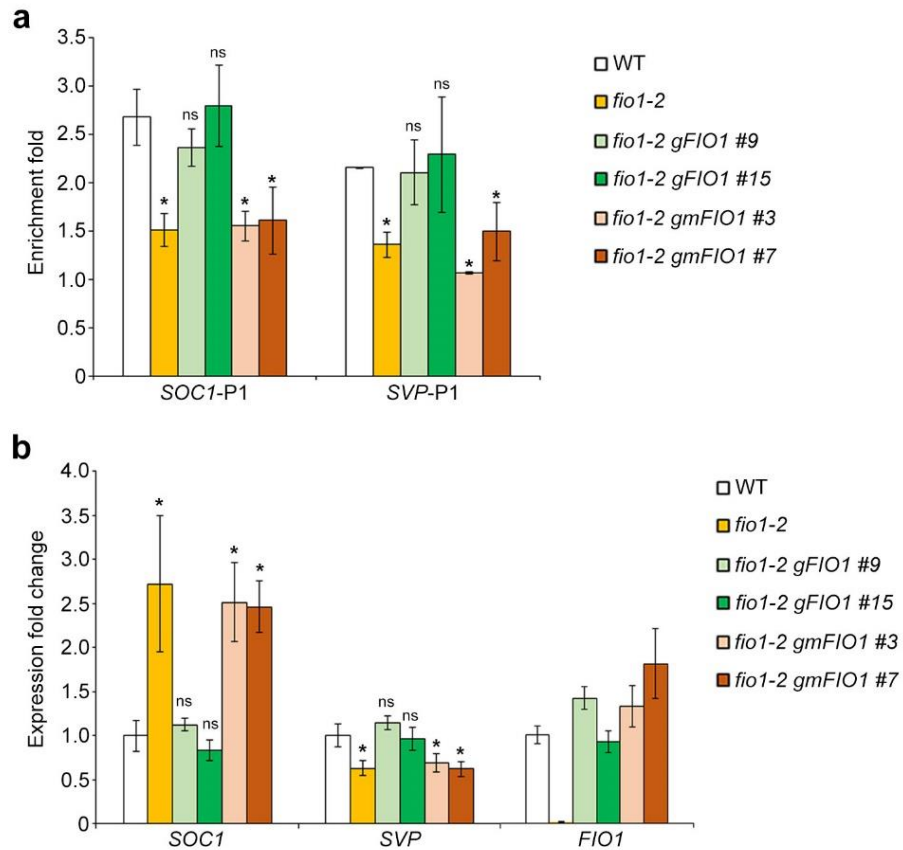 a
Enrichment fold
3.5
3.0
2.5
2.0
1.5
1.0
0.5
0
*
ns
ns
*
*
*
ns
ns
*
*
SOC1-P1
SVP-P1
WT
fio1-2
fio1-2 gFIO1 #9
fio1-2 gFIO1 #15
fio1-2 gmFIO1 #3
fio1-2 gmFIO1 #7
b
Expression fold change
4.0
3.5
3.0
2.5
2.0
1.5
1.0
0.5
0
*
ns
ns
*
*
*
ns
ns
*
*
SOC1
SVP
FIO1
WT
fio1-2
fio1-2 gFIO1 #9
fio1-2 gFIO1 #15
fio1-2 gmFIO1 #3
fio1-2 gmFIO1 #7